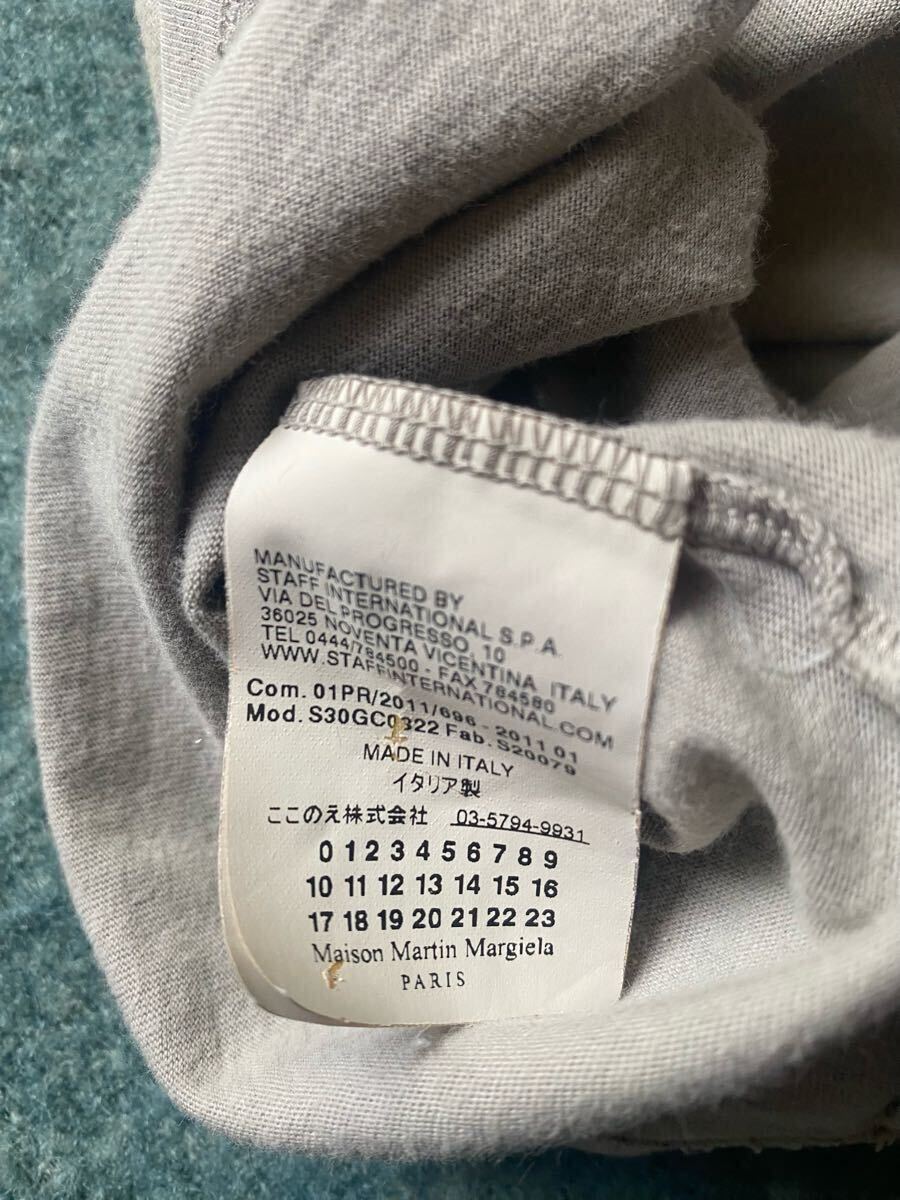 MANUFACTURED BY
STAFF INTERNATIONAL S.P.A.
VIA DEL PROGRESSO, 10
36025 NOVENTA VICENTINA ITALY
TEL 0444/784500 - FAX 784580
WWW.STAFFINTERNATIONAL.COM
Com. 01PR/2011/696 - 2011 01
Mod. S30GC0322 Fab. S20079
MADE IN ITALY
イタリア製
ここのえ株式会社 03-5794-9931
0 1 2 3 4 5 6 7 8 9
10 11 12 13 14 15 16
17 18 19 20 21 22 23
Maison Martin Margiela
PARIS